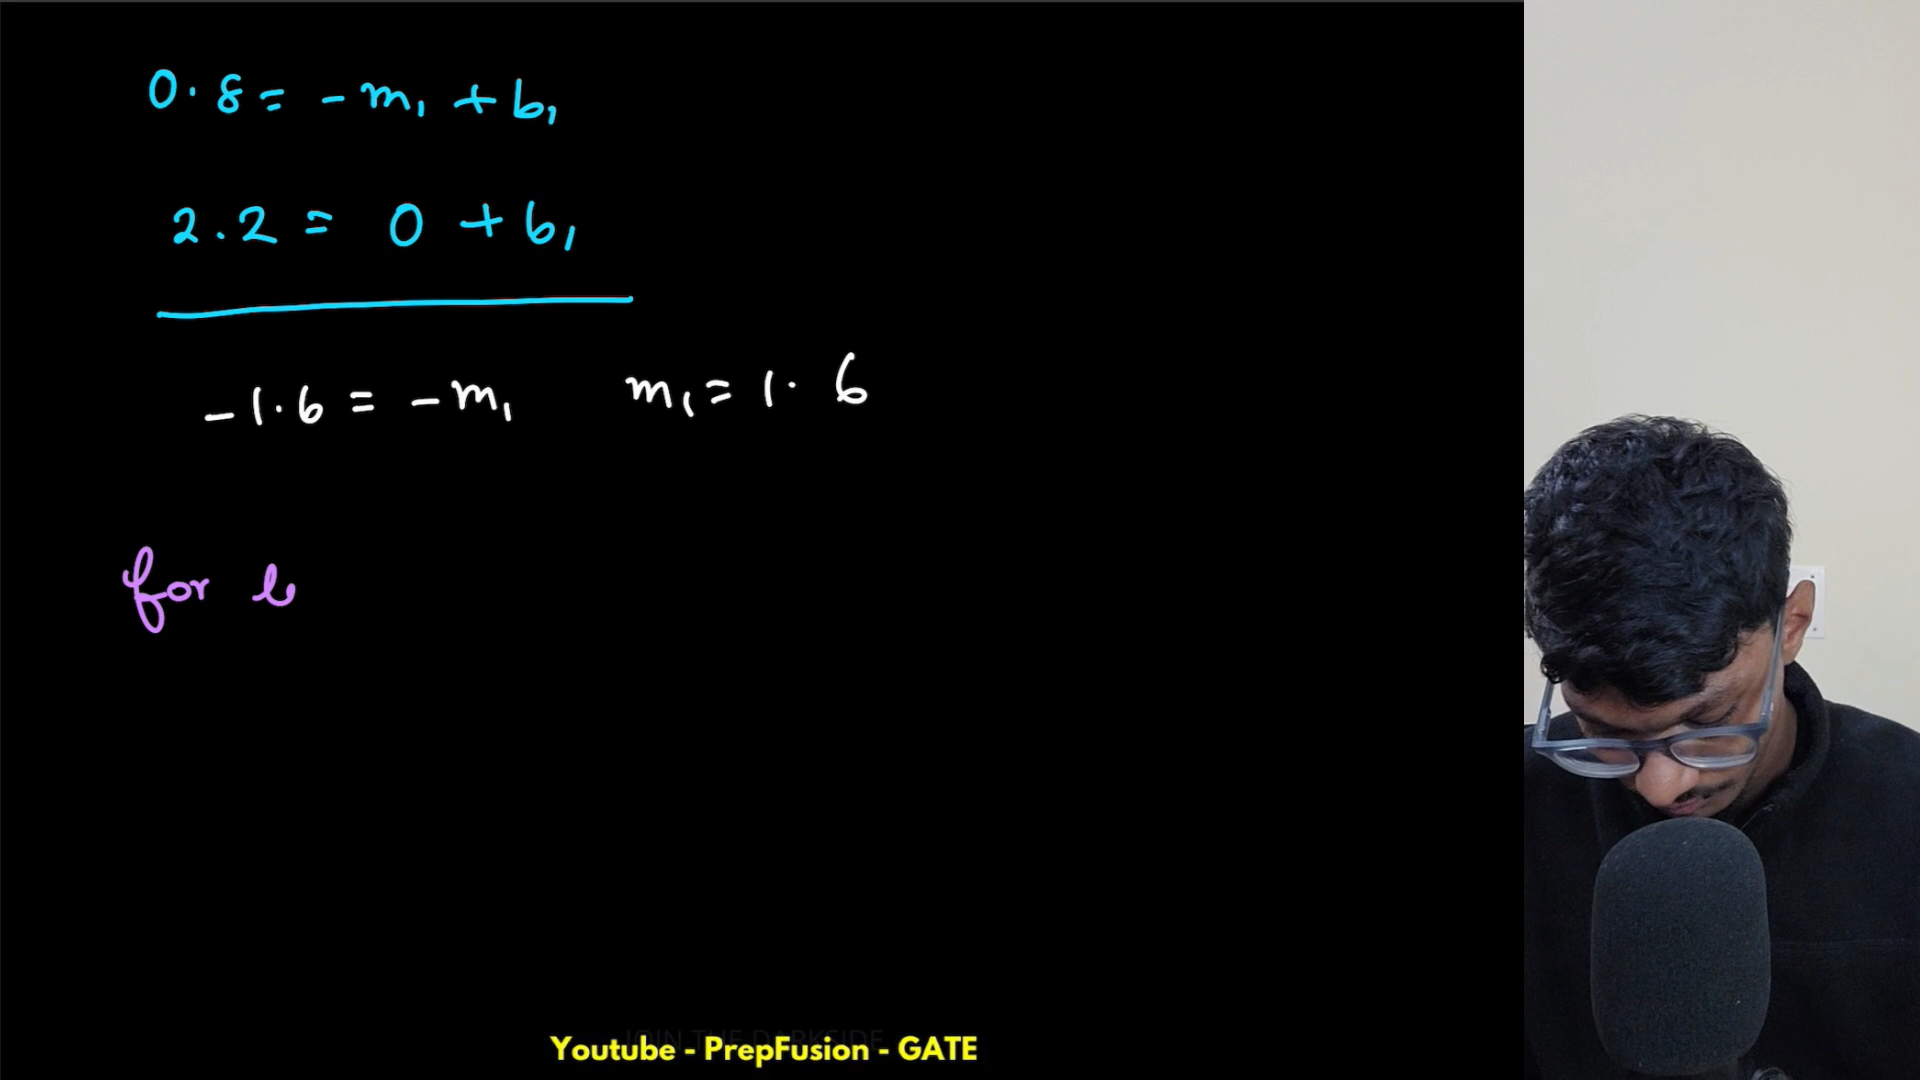 0.8 = - m₁ + b₁
2.2 = 0 + b₁
-1.6 = -m₁ m₁ = 1.6
for
Youtube - PrepFusion - GATE